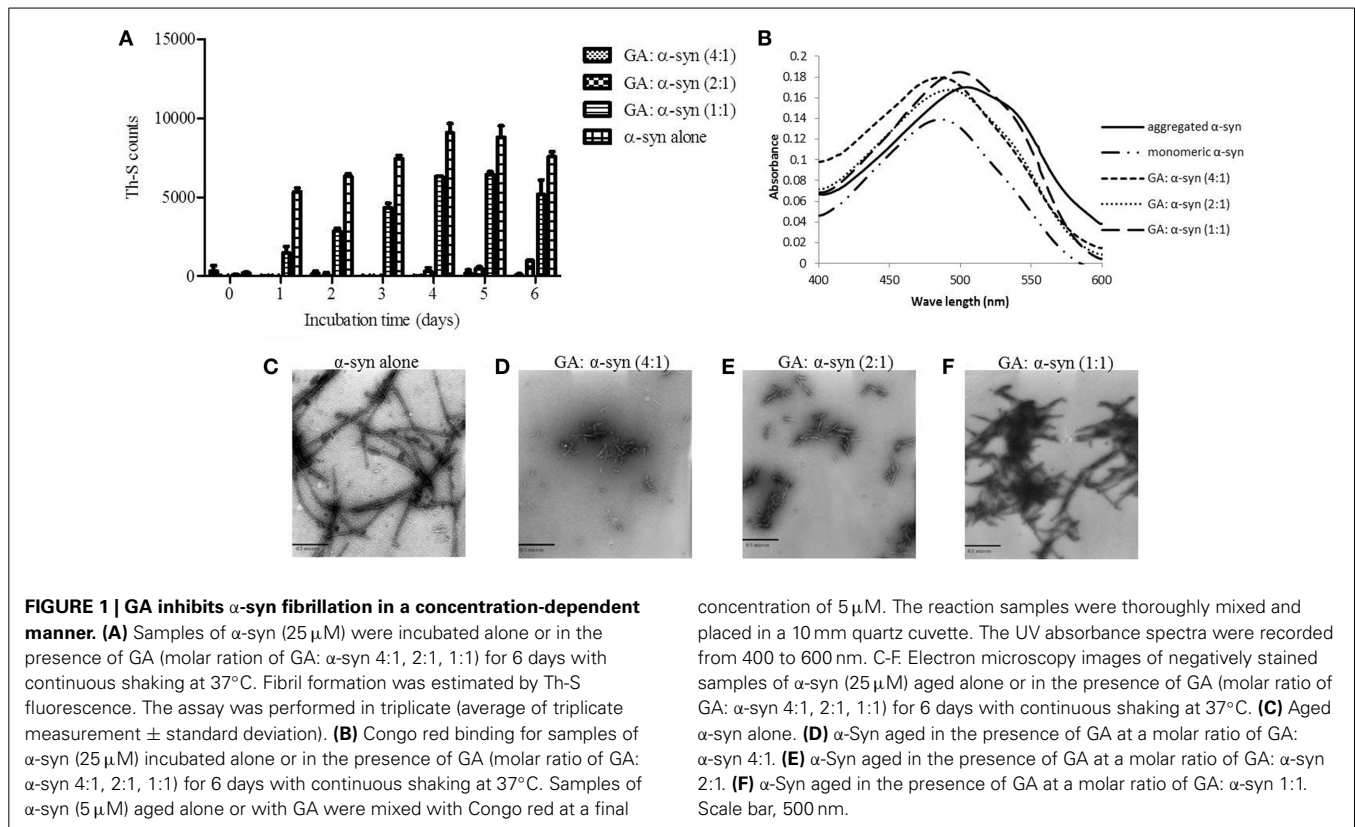 A
15000
10000
5000
0
Th-S counts
0 1 2 3 4 5 6
Incubation time (days)
GA: α-syn (4:1)
GA: α-syn (2:1)
GA: α-syn (1:1)
α-syn alone
B
0.2
0.18
0.16
0.14
0.12
0.1
0.08
0.06
0.04
0.02
0
Absorbance
400 450 500 550 600
Wave length (nm)
aggregated α-syn
monomeric α-syn
GA: α-syn (4:1)
GA: α-syn (2:1)
GA: α-syn (1:1)
C α-syn alone
0.5 micron
D GA: α-syn (4:1)
0.5 micron
E GA: α-syn (2:1)
0.5 micron
F GA: α-syn (1:1)
0.5 micron
FIGURE 1 | GA inhibits α-syn fibrillation in a concentration-dependent
manner. (A) Samples of α-syn (25 μM) were incubated alone or in the
presence of GA (molar ration of GA: α-syn 4:1, 2:1, 1:1) for 6 days with
continuous shaking at 37°C. Fibril formation was estimated by Th-S
fluorescence. The assay was performed in triplicate (average of triplicate
measurement ± standard deviation). (B) Congo red binding for samples of
α-syn (25 μM) incubated alone or in the presence of GA (molar ratio of GA:
α-syn 4:1, 2:1, 1:1) for 6 days with continuous shaking at 37°C. Samples of
α-syn (5 μM) aged alone or with GA were mixed with Congo red at a final
concentration of 5 μM. The reaction samples were thoroughly mixed and
placed in a 10 mm quartz cuvette. The UV absorbance spectra were recorded
from 400 to 600 nm. C-F. Electron microscopy images of negatively stained
samples of α-syn (25 μM) aged alone or in the presence of GA (molar ratio of
GA: α-syn 4:1, 2:1, 1:1) for 6 days with continuous shaking at 37°C. (C) Aged
α-syn alone. (D) α-Syn aged in the presence of GA at a molar ratio of GA:
α-syn 4:1. (E) α-Syn aged in the presence of GA at a molar ratio of GA: α-syn
2:1. (F) α-Syn aged in the presence of GA at a molar ratio of GA: α-syn 1:1.
Scale bar, 500 nm.